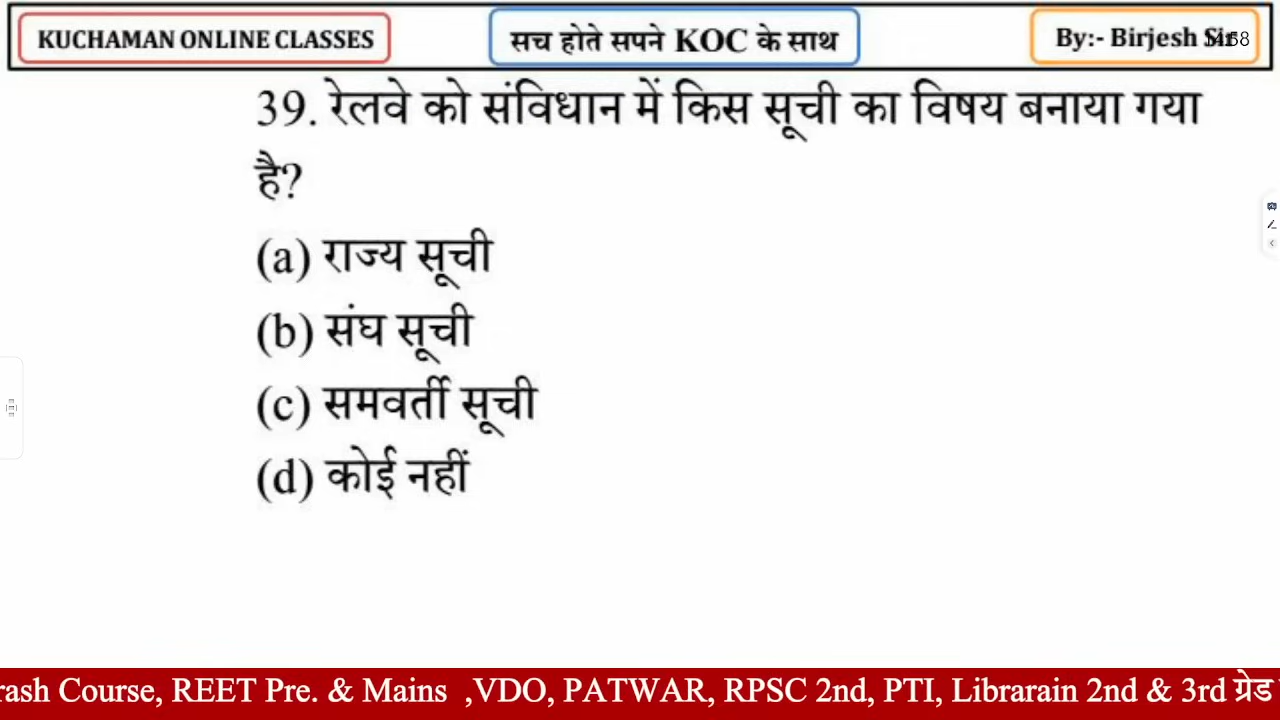 KUCHAMAN ONLINE CLASSES
सच होते सपने KOC के साथ
By:- Birjesh Sir
39. रेलवे को संविधान में किस सूची का विषय बनाया गया
है?
(a) राज्य सूची
(b) संघ सूची
(c) समवर्ती सूची
(d) कोई नहीं
rash Course, REET Pre. & Mains ,VDO, PATWAR, RPSC 2nd, PTI, Librarain 2nd & 3rd ग्रेड